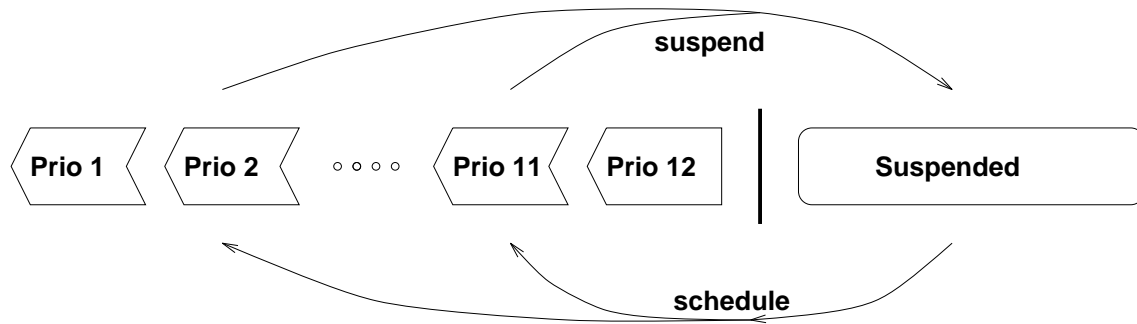 suspend
Prio 1
Prio 2
Prio 11
Prio 12
Suspended
schedule